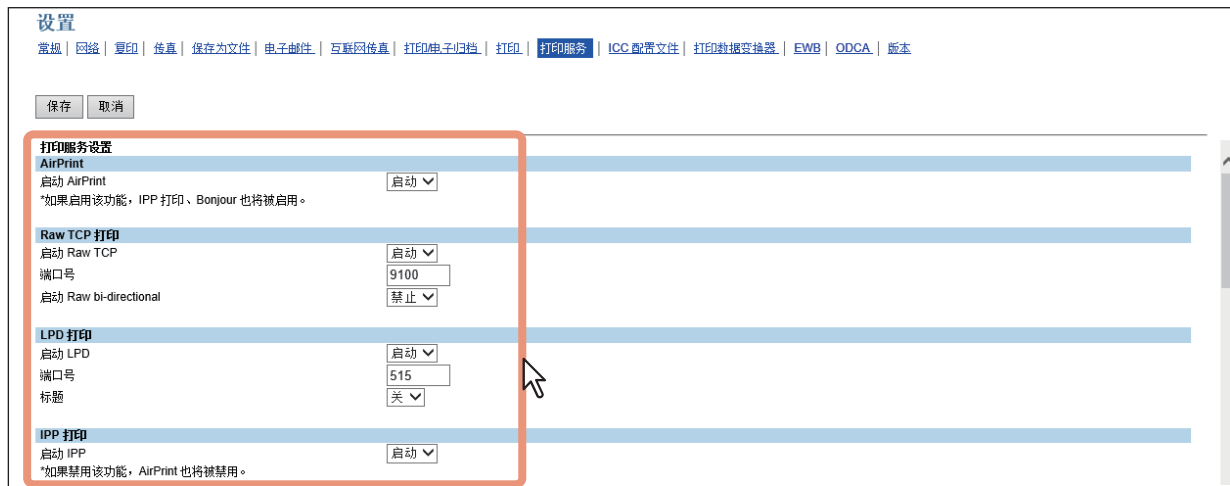 设置
常规 | 网络 | 复印 | 传真 | 保存为文件 | 电子邮件 | 互联网传真 | 打印/电子归档 | 打印 | 打印服务 | ICC 配置文件 | 打印数据变换器 | EWB | ODCA | 版本
保存 取消
打印服务设置
AirPrint
启动 AirPrint 启动
*如果启用该功能，IPP 打印、Bonjour 也将被启用。
Raw TCP 打印
启动 Raw TCP 启动
端口号 9100
启动 Raw bi-directional 禁止
LPD 打印
启动 LPD 启动
端口号 515
标题 关
IPP 打印
启动 IPP 启动
*如果禁用该功能，AirPrint 也将被禁用。